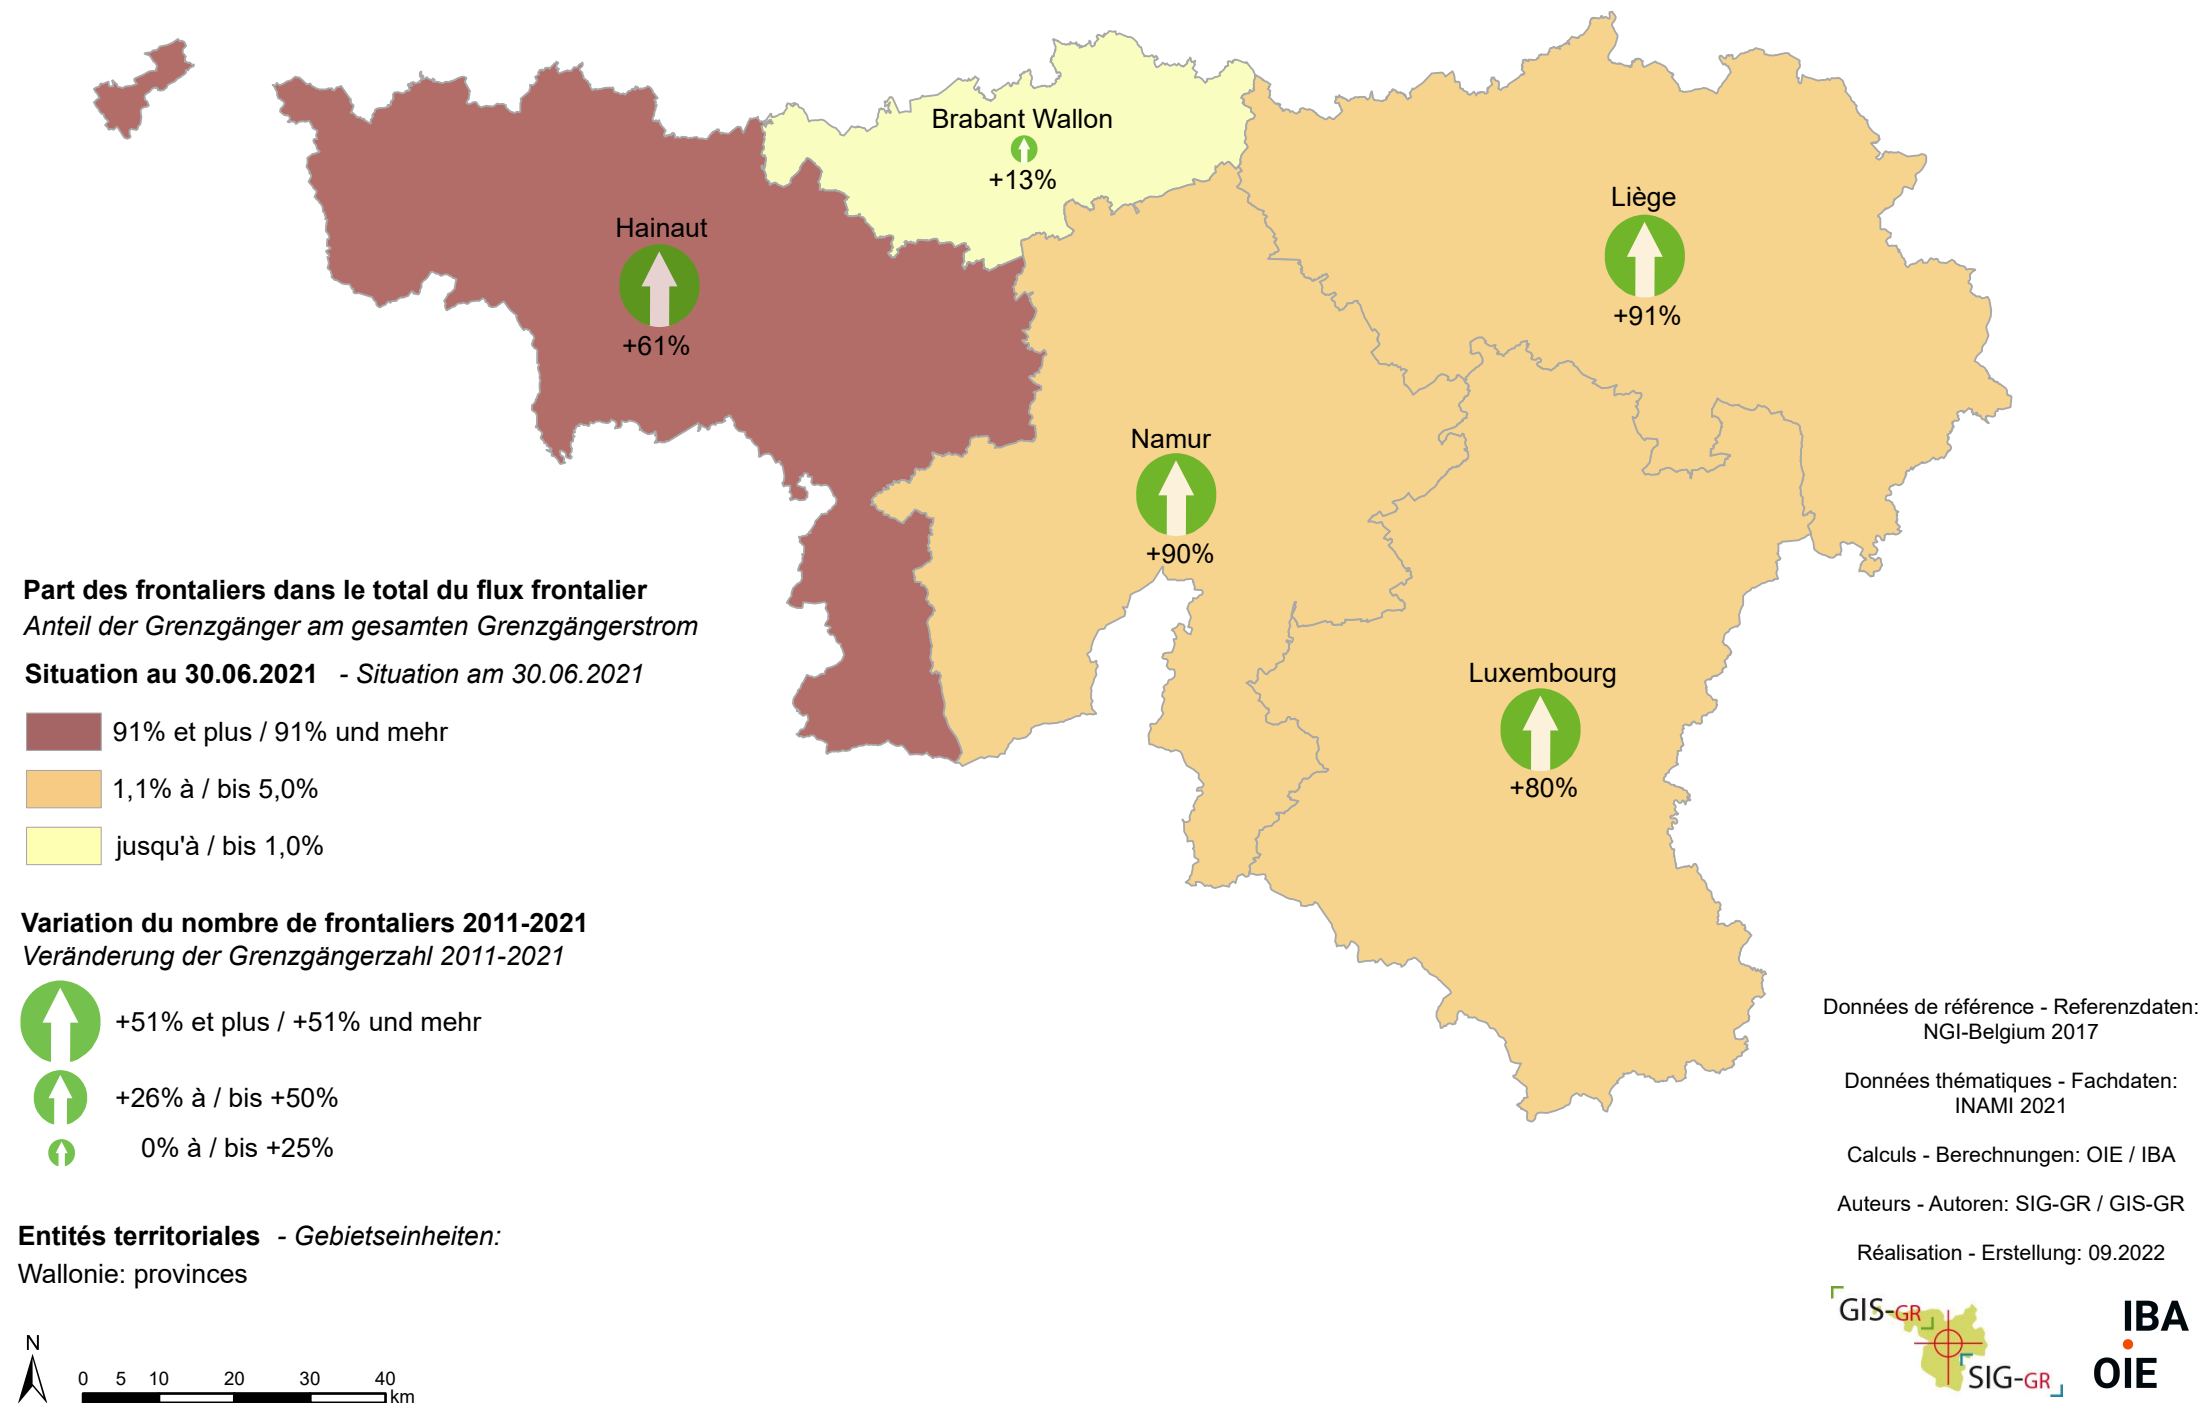 Brabant Wallon
+13%
Hainaut
+61%
Liège
+91%
Namur
+90%
Luxembourg
+80%
Part des frontaliers dans le total du flux frontalier
Anteil der Grenzgänger am gesamten Grenzgängerstrom
Situation au 30.06.2021 - Situation am 30.06.2021
91% et plus / 91% und mehr
1,1% à / bis 5,0%
jusqu'à / bis 1,0%
Variation du nombre de frontaliers 2011-2021
Veränderung der Grenzgängerzahl 2011-2021
+51% et plus / +51% und mehr
+26% à / bis +50%
0% à / bis +25%
Entités territoriales - Gebietseinheiten:
Wallonie: provinces
N
0 5 10 20 30 40
km
Données de référence - Referenzdaten:
NGI-Belgium 2017
Données thématiques - Fachdaten:
INAMI 2021
Calculs - Berechnungen: OIE / IBA
Auteurs - Autoren: SIG-GR / GIS-GR
Réalisation - Erstellung: 09.2022
GIS-GR
SIG-GR
IBA
OIE